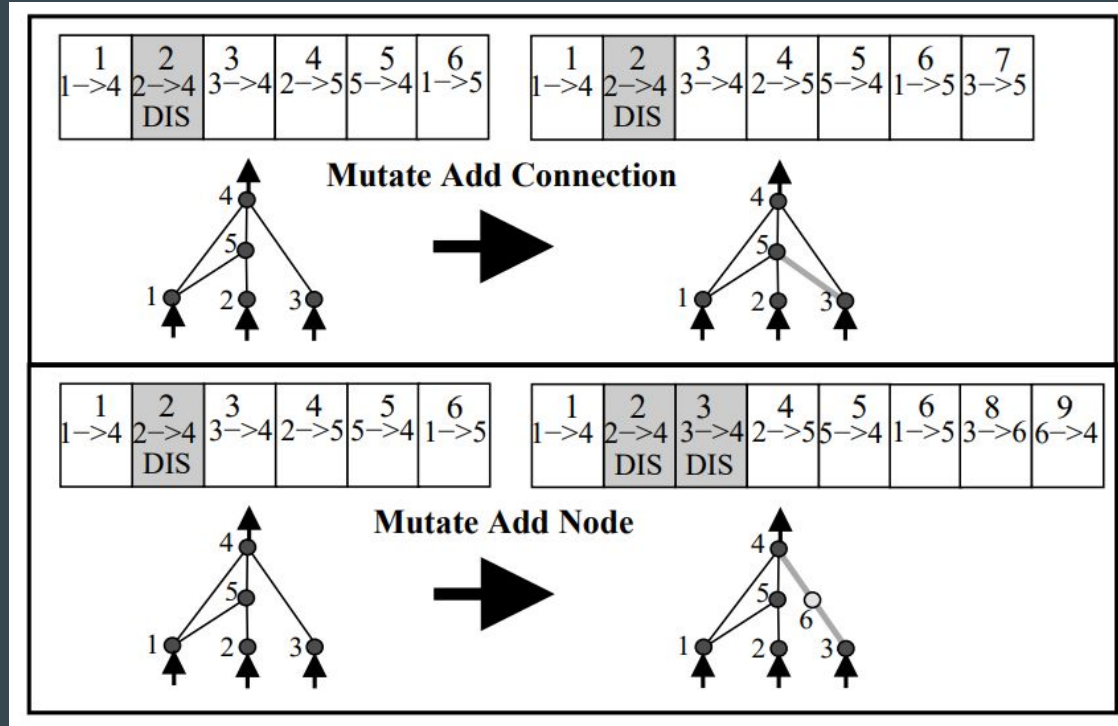 1 2 3 4 5 6
1->4 2->4 3->4 2->5 5->4 1->5
DIS
1 2 3 4 5 6 7
1->4 2->4 3->4 2->5 5->4 1->5 3->5
DIS
Mutate Add Connection
4
5
1 2 3
4
5
1 2 3
1 2 3 4 5 6
1->4 2->4 3->4 2->5 5->4 1->5
DIS
1 2 3 4 5 6 8 9
1->4 2->4 3->4 2->5 5->4 1->5 3->6 6->4
DIS DIS
Mutate Add Node
4
5
1 2 3
4
5
6
1 2 3